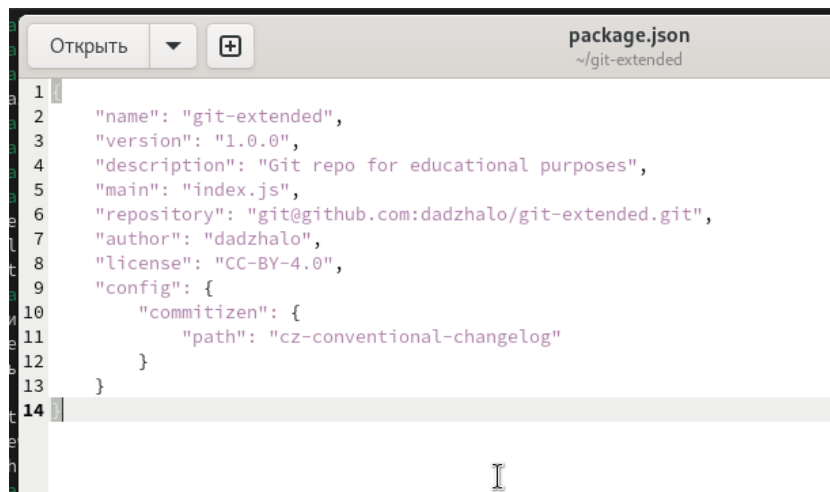 Открыть
package.json
~/git-extended
1 {
2 "name": "git-extended",
3 "version": "1.0.0",
4 "description": "Git repo for educational purposes",
5 "main": "index.js",
6 "repository": "git@github.com:dadzhalo/git-extended.git",
7 "author": "dadzhalo",
8 "license": "CC-BY-4.0",
9 "config": {
10 "commitizen": {
11 "path": "cz-conventional-changelog"
12 }
13 }
14 }